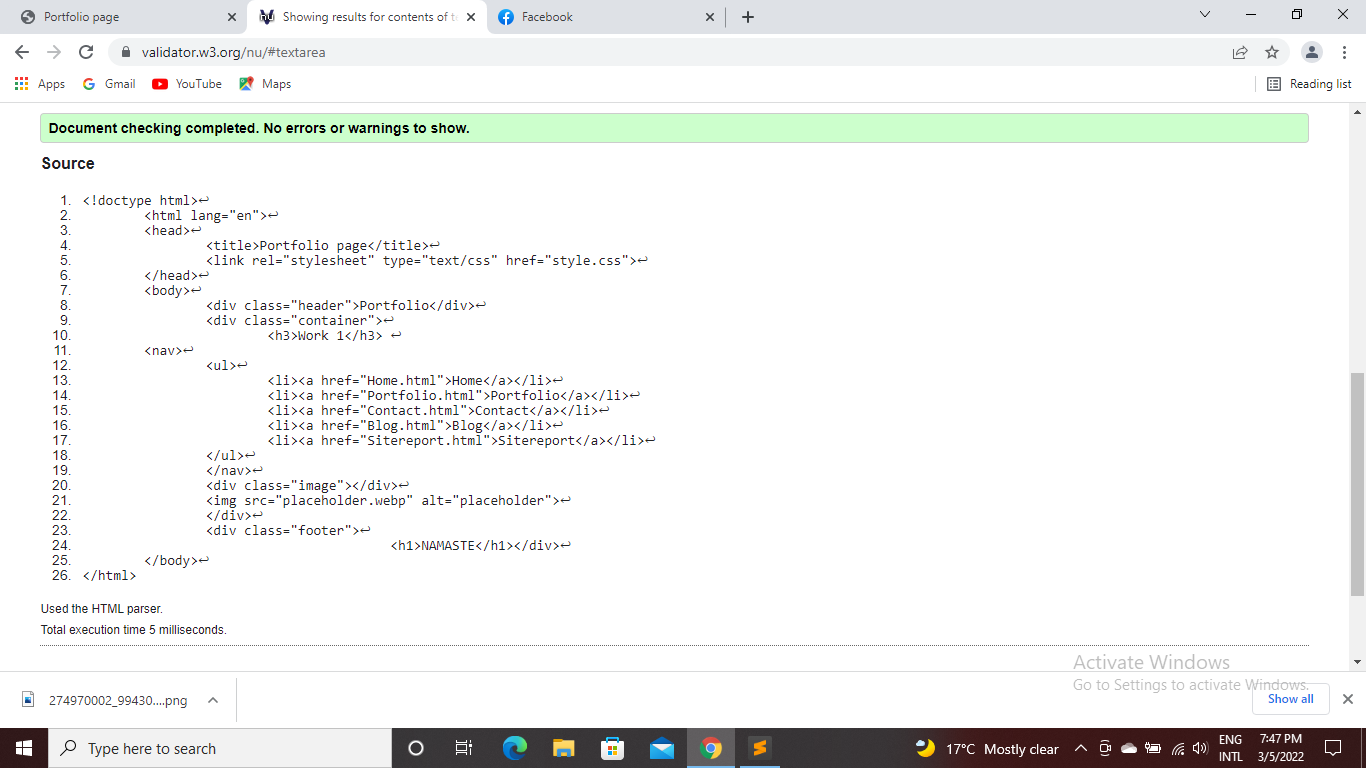 Portfolio page
Showing results for contents of t
Facebook
validator.w3.org/nu/#textarea
Apps
Gmail
YouTube
Maps
Reading list
Document checking completed. No errors or warnings to show.
Source
1. <!doctype html>↩
2. <html lang="en">↩
3. <head>↩
4. <title>Portfolio page</title>↩
5. <link rel="stylesheet" type="text/css" href="style.css">↩
6. </head>↩
7. <body>↩
8. <div class="header">Portfolio</div>↩
9. <div class="container">↩
10. <h3>Work 1</h3> ↩
11. <nav>↩
12. <ul>↩
13. <li><a href="Home.html">Home</a></li>↩
14. <li><a href="Portfolio.html">Portfolio</a></li>↩
15. <li><a href="Contact.html">Contact</a></li>↩
16. <li><a href="Blog.html">Blog</a></li>↩
17. <li><a href="Sitereport.html">Sitereport</a></li>↩
18. </ul>↩
19. </nav>↩
20. <div class="image"></div>↩
21. <img src="placeholder.webp" alt="placeholder">↩
22. </div>↩
23. <div class="footer">↩
24. <h1>NAMASTE</h1></div>↩
25. </body>↩
26. </html>
Used the HTML parser.
Total execution time 5 milliseconds.
Activate Windows
Go to Settings to activate Windows.
274970002_99430....png
Show all
Type here to search
17°C Mostly clear
ENG
INTL
7:47 PM
3/5/2022